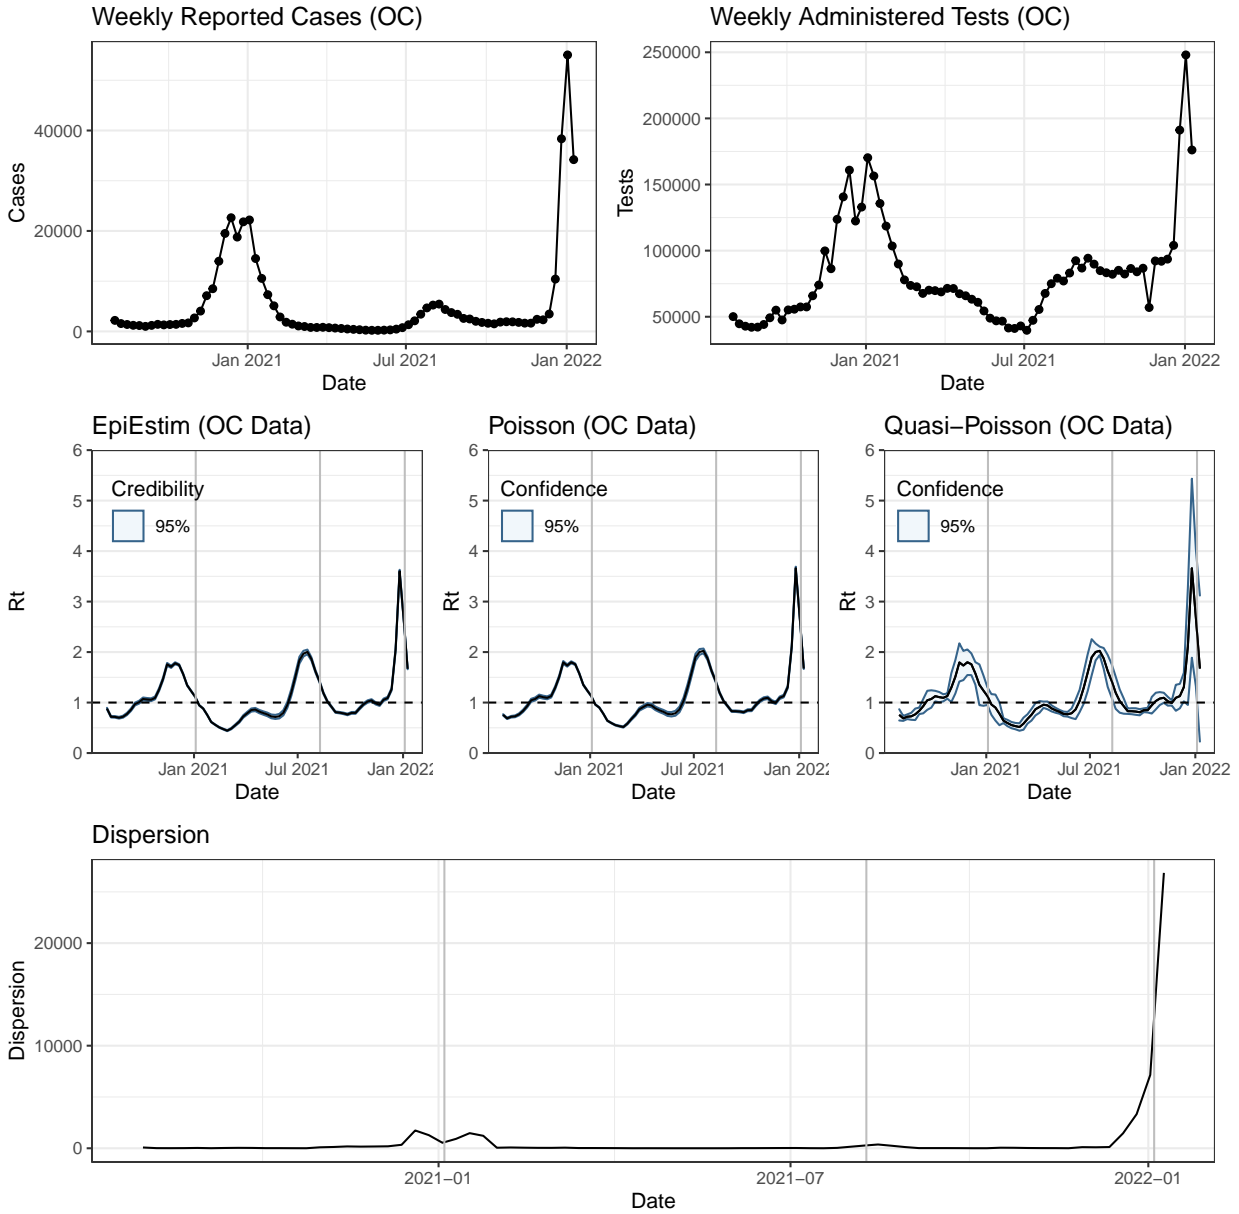 Weekly Reported Cases (OC)
Cases
40000
20000
0
Jan 2021 Jul 2021 Jan 2022
Date
Weekly Administered Tests (OC)
Tests
250000
200000
150000
100000
50000
Jan 2021 Jul 2021 Jan 2022
Date
EpiEstim (OC Data)
Rt
6
5
4
3
2
1
0
Credibility
95%
Jan 2021 Jul 2021 Jan 2022
Date
Poisson (OC Data)
Rt
6
5
4
3
2
1
0
Confidence
95%
Jan 2021 Jul 2021 Jan 2022
Date
Quasi−Poisson (OC Data)
Rt
6
5
4
3
2
1
0
Confidence
95%
Jan 2021 Jul 2021 Jan 2022
Date
Dispersion
Dispersion
20000
10000
0
2021−01 2021−07 2022−01
Date